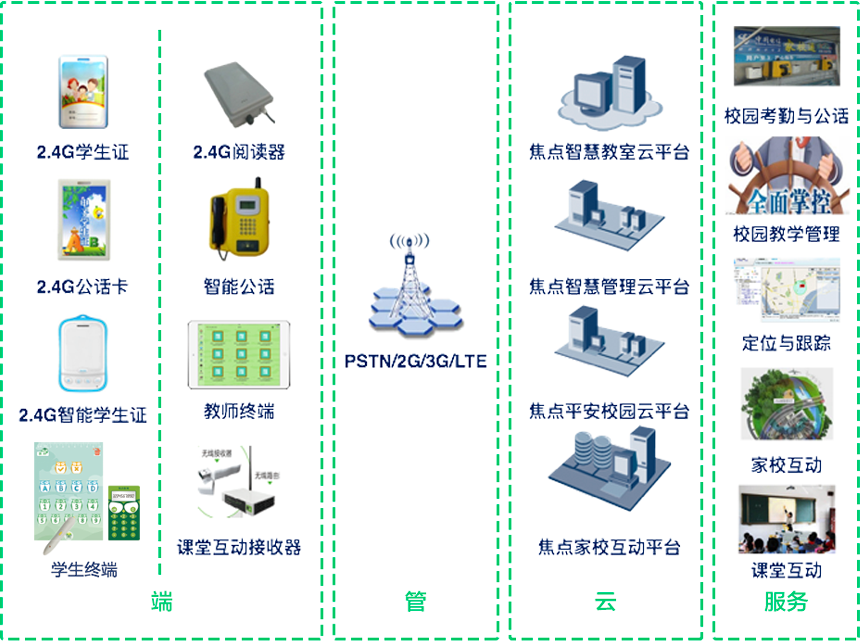 2.4G学生证
2.4G公话卡
2.4G智能学生证
学生终端
2.4G阅读器
智能公话
教师终端
无线接收器
无线路由
课堂互动接收器
端
PSTN/2G/3G/LTE
管
焦点智慧教室云平台
焦点智慧管理云平台
焦点平安校园云平台
焦点家校互动平台
云
校园考勤与公话
全面掌控
校园教学管理
定位与跟踪
家校互动
课堂互动
服务